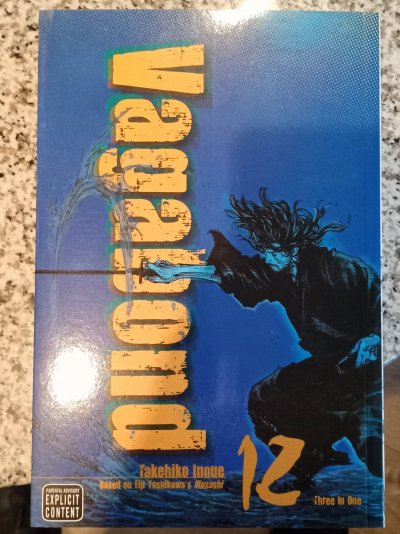 vagabond
Takehiko Inoue
Based on Eiji Yoshikawa's Musashi
12
Three in One
PARENTAL ADVISORY
EXPLICIT
CONTENT